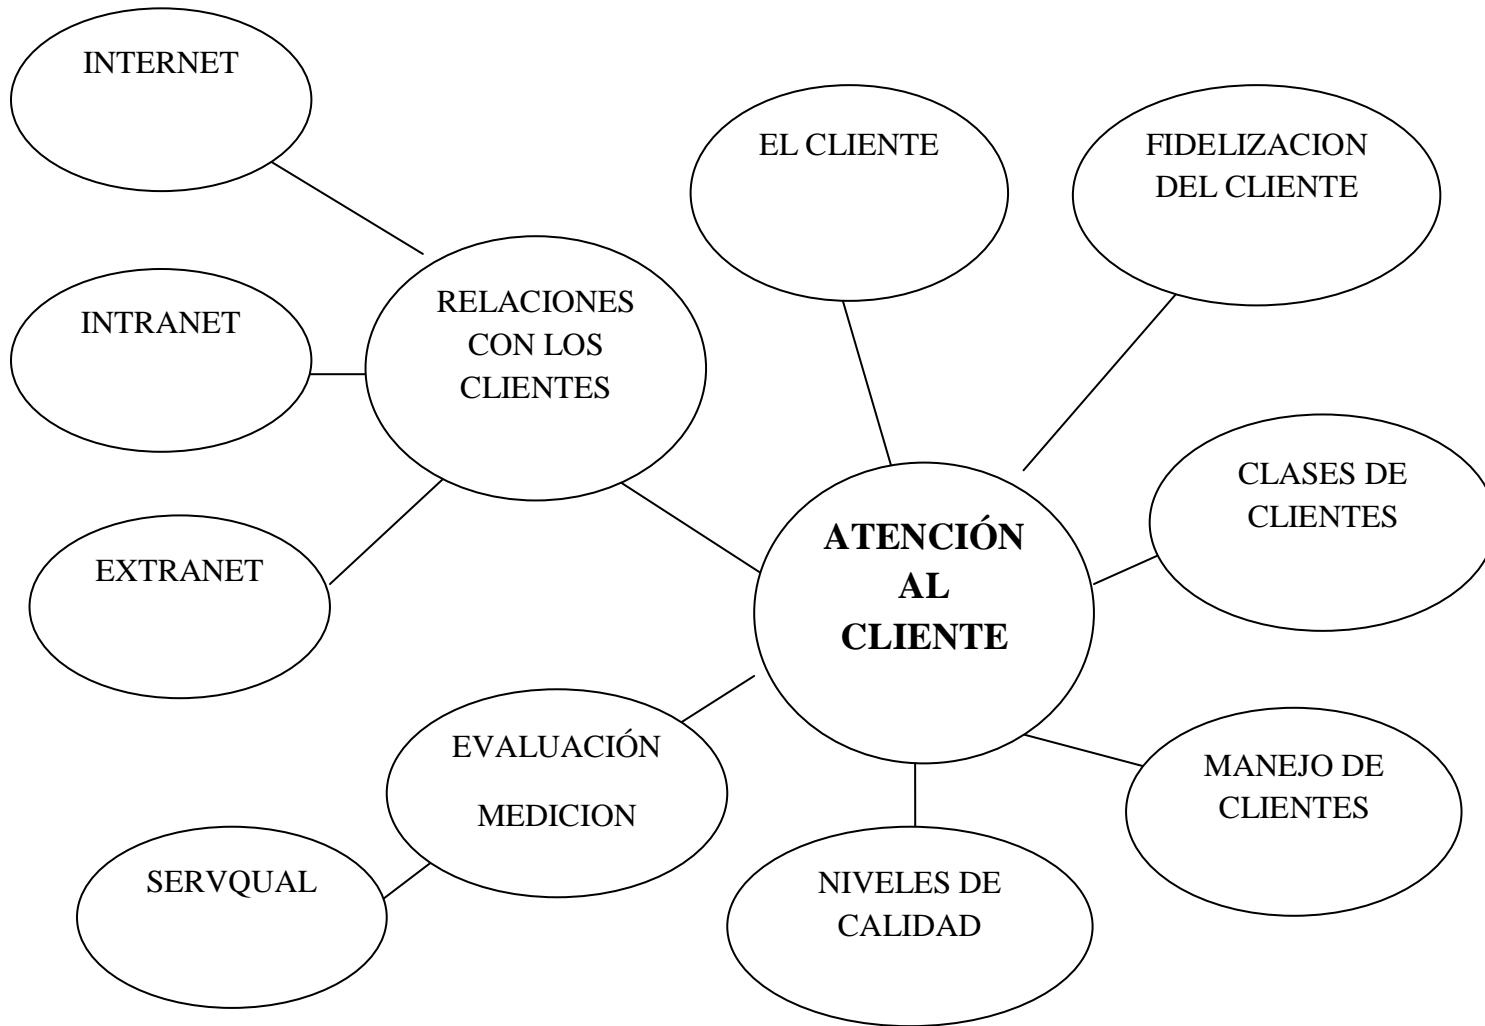 INTERNET
EL CLIENTE
FIDELIZACION
DEL CLIENTE
INTRANET
RELACIONES
CON LOS
CLIENTES
CLASES DE
CLIENTES
EXTRANET
ATENCIÓN
AL
CLIENTE
EVALUACIÓN
MEDICION
MANEJO DE
CLIENTES
SERVQUAL
NIVELES DE
CALIDAD